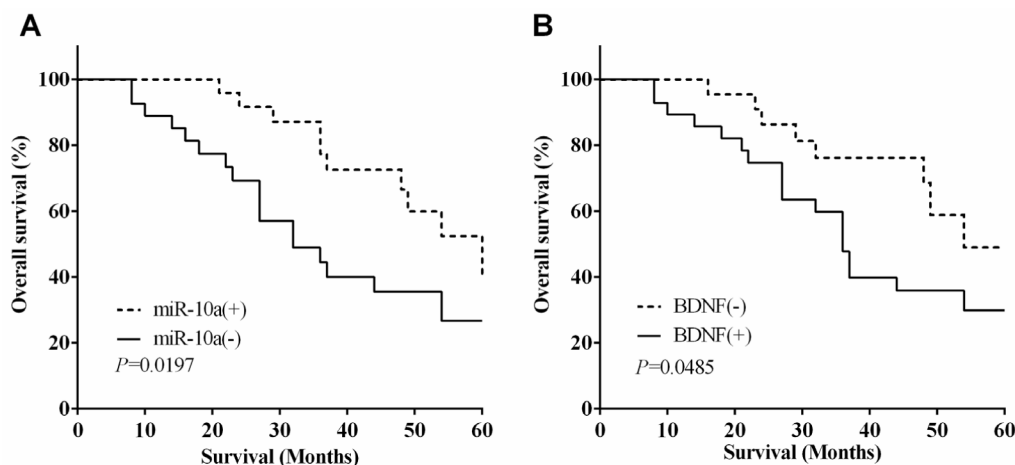 A
Overall survival (%)
100
80
60
40
20
0
miR-10a(+)
miR-10a(-)
P=0.0197
0 10 20 30 40 50 60
Survival (Months)
B
Overall survival (%)
100
80
60
40
20
0
BDNF(-)
BDNF(+)
P=0.0485
0 10 20 30 40 50 60
Survival (Months)